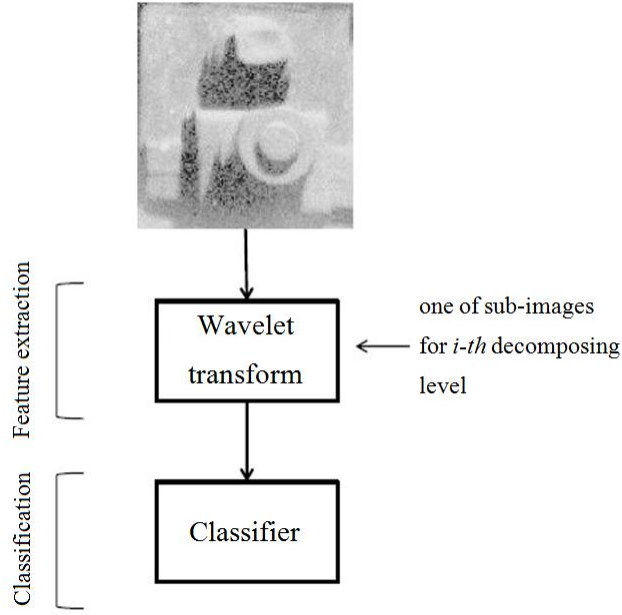 Feature extraction
Wavelet
transform
one of sub-images
for i-th decomposing
level
Classification
Classifier